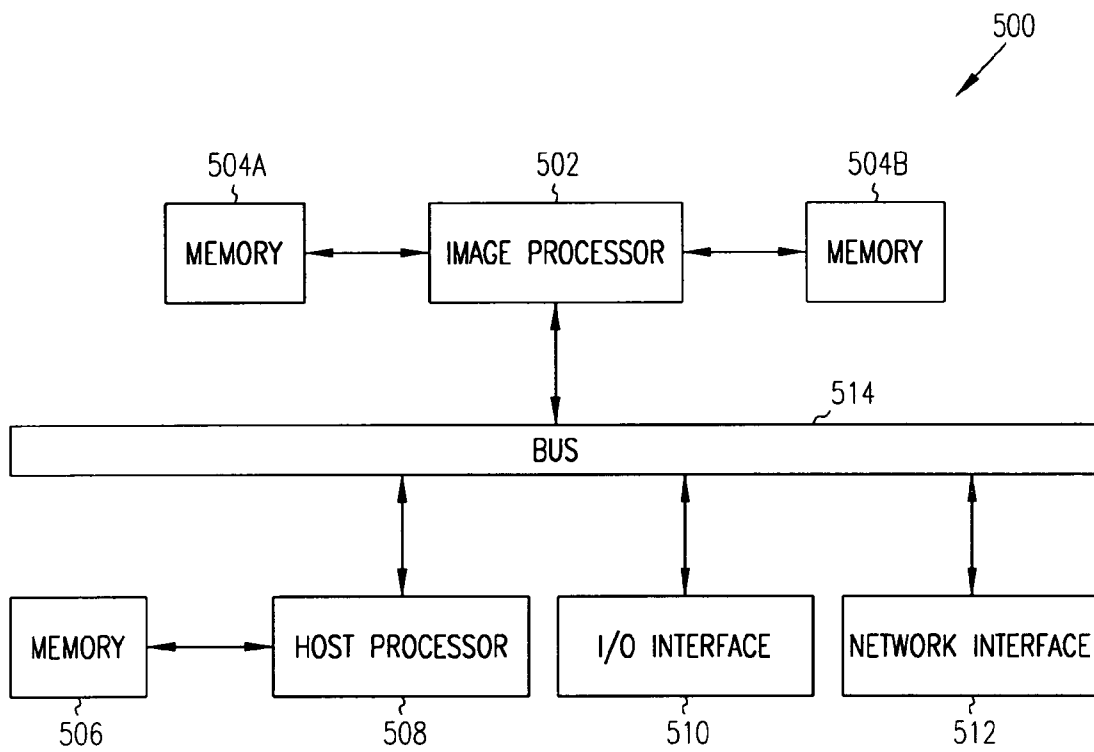 500
504A 502 504B
MEMORY IMAGE PROCESSOR MEMORY
514
BUS
MEMORY HOST PROCESSOR I/O INTERFACE NETWORK INTERFACE
506 508 510 512